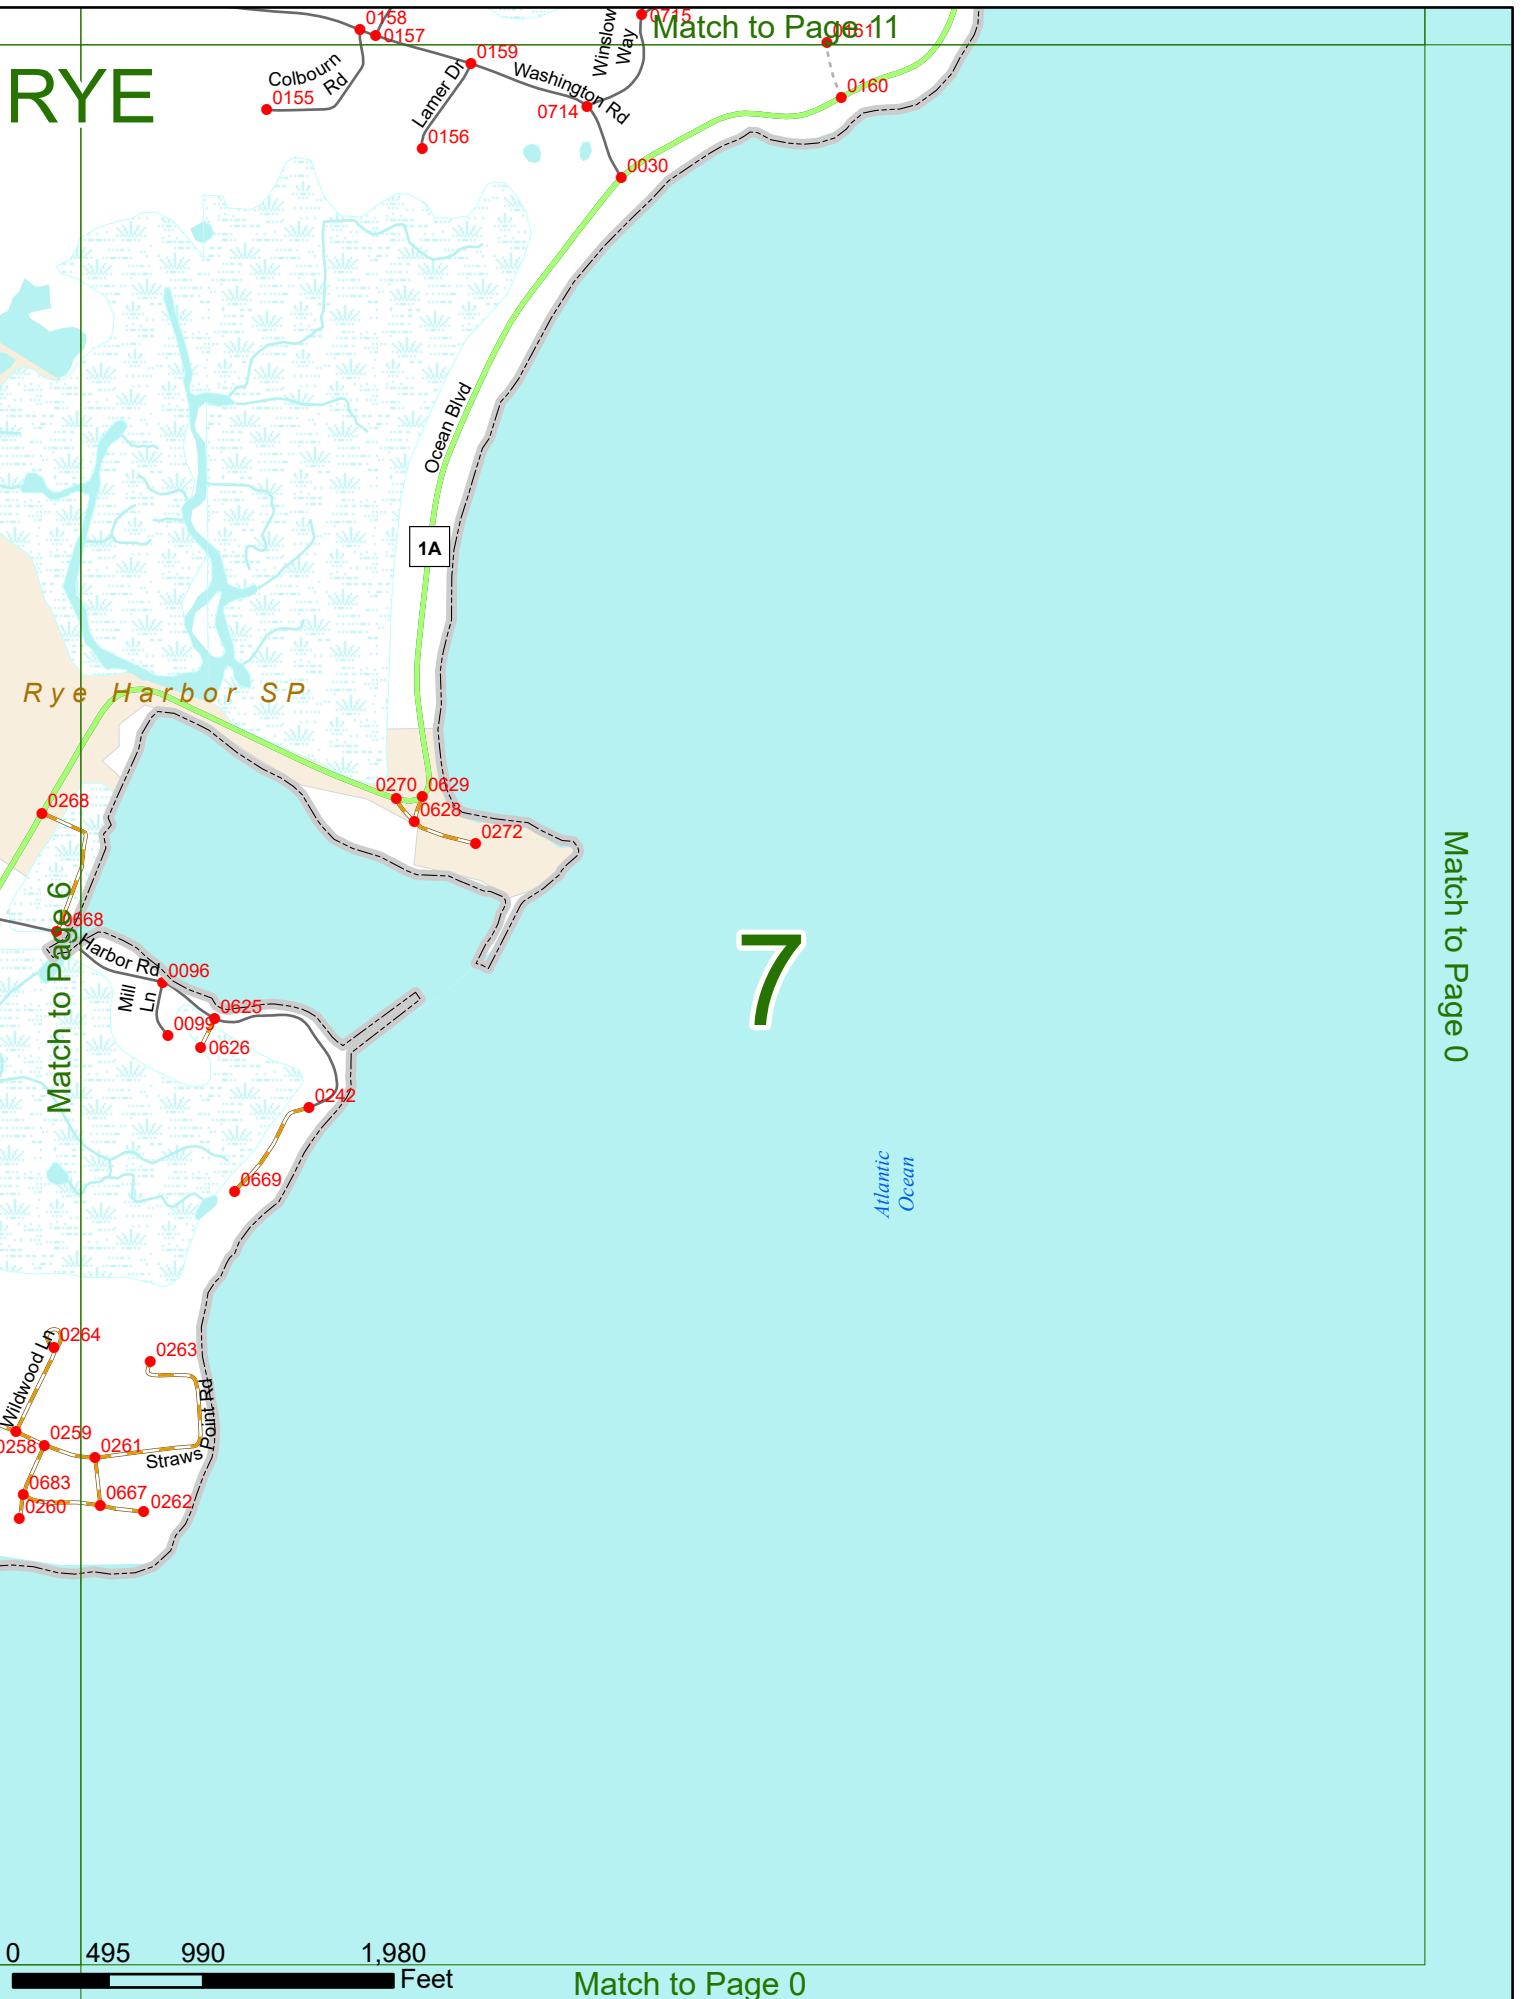 0158
0157
0715
Match to Page 11
0161
Winslow
Way
0159
RYE
Colbourn
Rd
Washington Rd
Lamer Dr
0155
0160
0714
0156
0030
Ocean Blvd
1A
Rye Harbor SP
0270
0629
0268
0628
0272
Match to Page 6
0668
Harbor Rd
0096
Mill
Ln
0625
0099
0626
7
Match to Page 0
0242
0669
Atlantic
Ocean
0264
Wildwood Ln
0263
0259
0258
0261
Straws
Point Rd
0683
0667
0262
0260
0 495 990 1,980
Feet
Match to Page 0